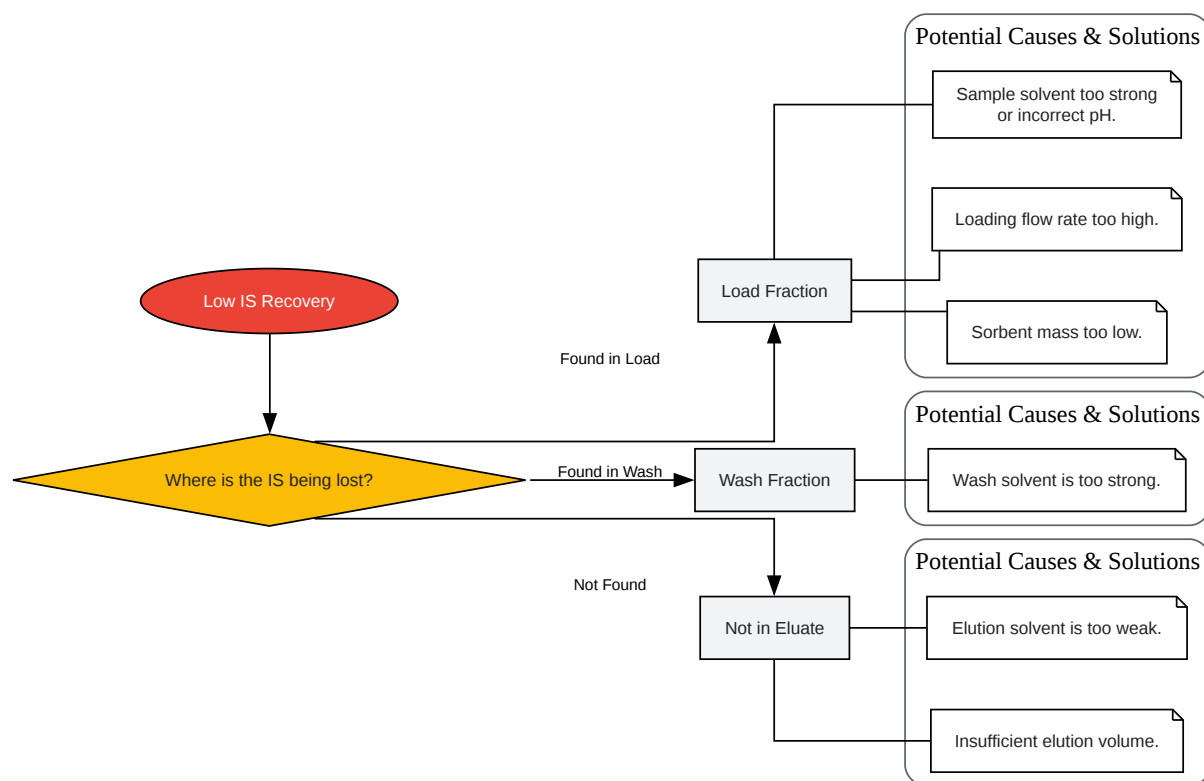 Potential Causes & Solutions
Sample solvent too strong
or incorrect pH.
Loading flow rate too high.
Load Fraction
Low IS Recovery
Sorbent mass too low.
Found in Load
Potential Causes & Solutions
Where is the IS being lost?
Found in Wash
Wash Fraction
Wash solvent is too strong.
Potential Causes & Solutions
Not Found
Not in Eluate
Elution solvent is too weak.
Insufficient elution volume.